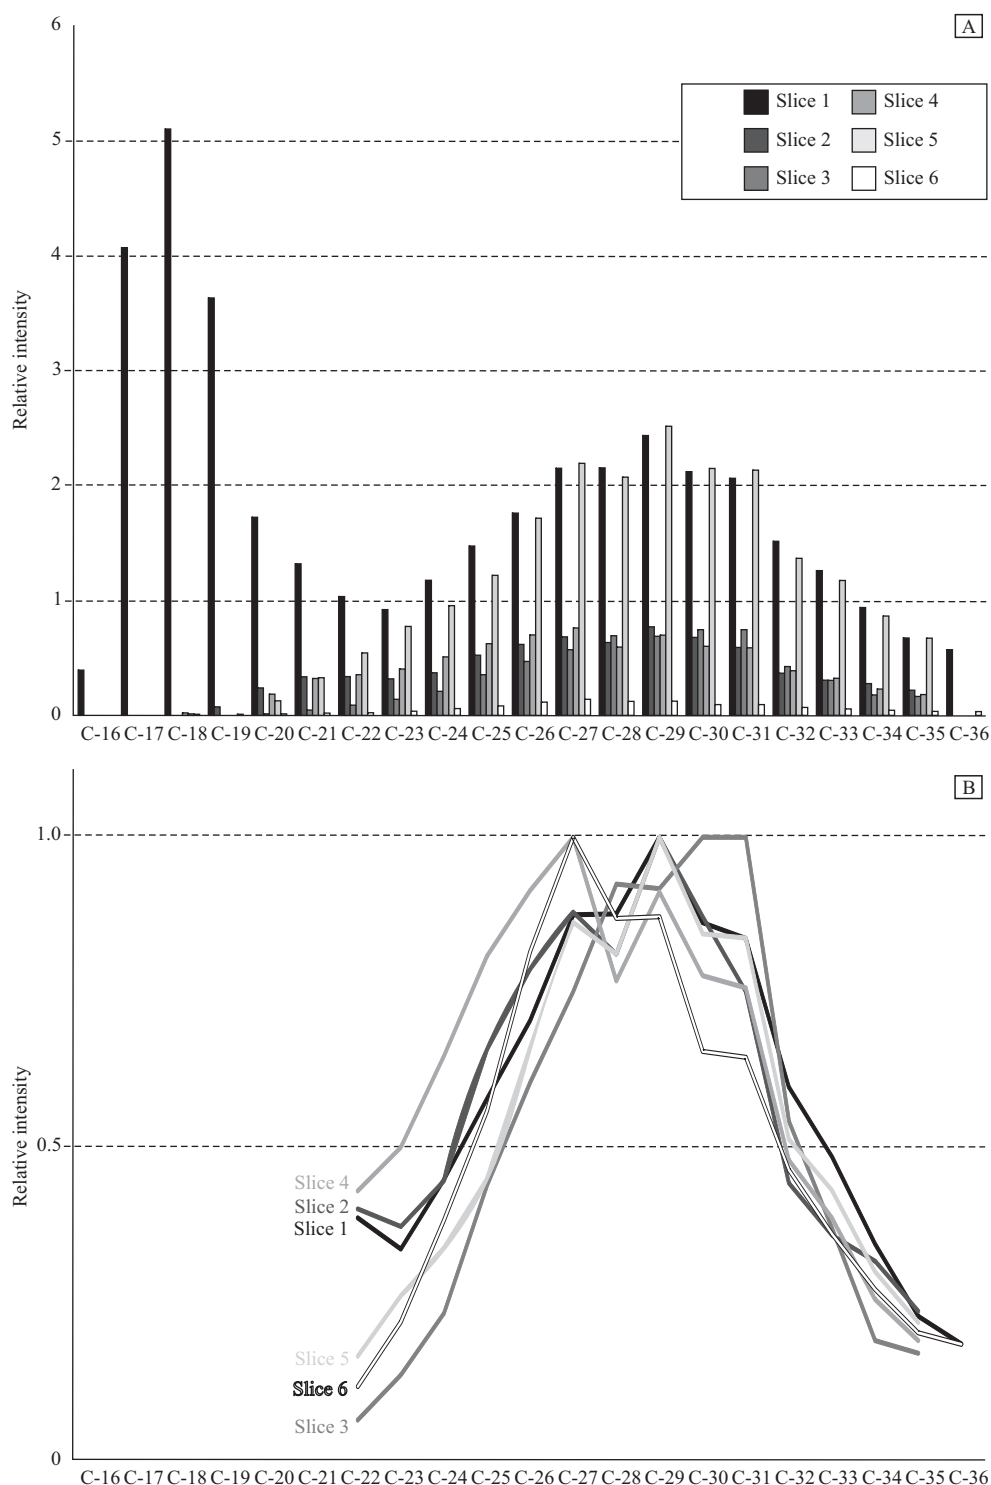 6
A
Slice 1 Slice 4
5
Slice 2 Slice 5
Slice 3 Slice 6
4
3
Relative intensity
2
1
0
C-16 C-17 C-18 C-19 C-20 C-21 C-22 C-23 C-24 C-25 C-26 C-27 C-28 C-29 C-30 C-31 C-32 C-33 C-34 C-35 C-36
B
1.0
Relative intensity
0.5
Slice 4
Slice 2
Slice 1
Slice 5
Slice 6
Slice 3
0
C-16 C-17 C-18 C-19 C-20 C-21 C-22 C-23 C-24 C-25 C-26 C-27 C-28 C-29 C-30 C-31 C-32 C-33 C-34 C-35 C-36